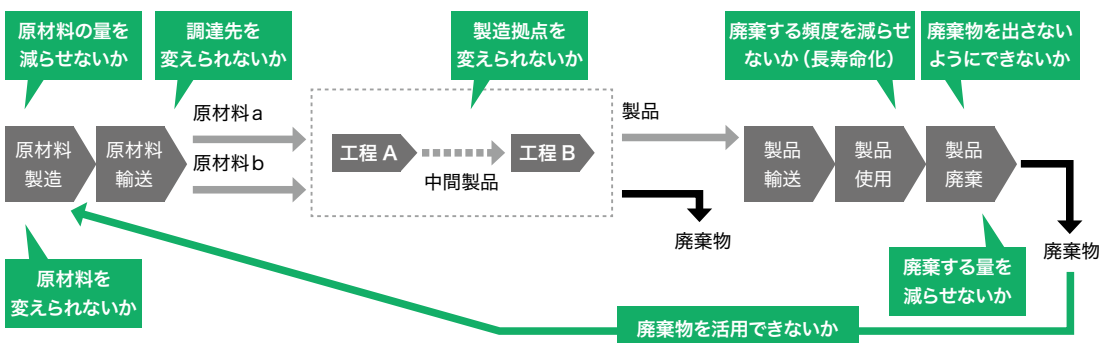 原材料の量を
減らせないか
調達先を
変えられないか
製造拠点を
変えられないか
廃棄する頻度を減らせ
ないか（長寿命化）
廃棄物を出さない
ようにできないか
原材料
製造
原材料
輸送
原材料a
原材料b
工程 A
中間製品
工程 B
製品
廃棄物
製品
輸送
製品
使用
製品
廃棄
廃棄物
原材料を
変えられないか
廃棄する量を
減らせないか
廃棄物を活用できないか